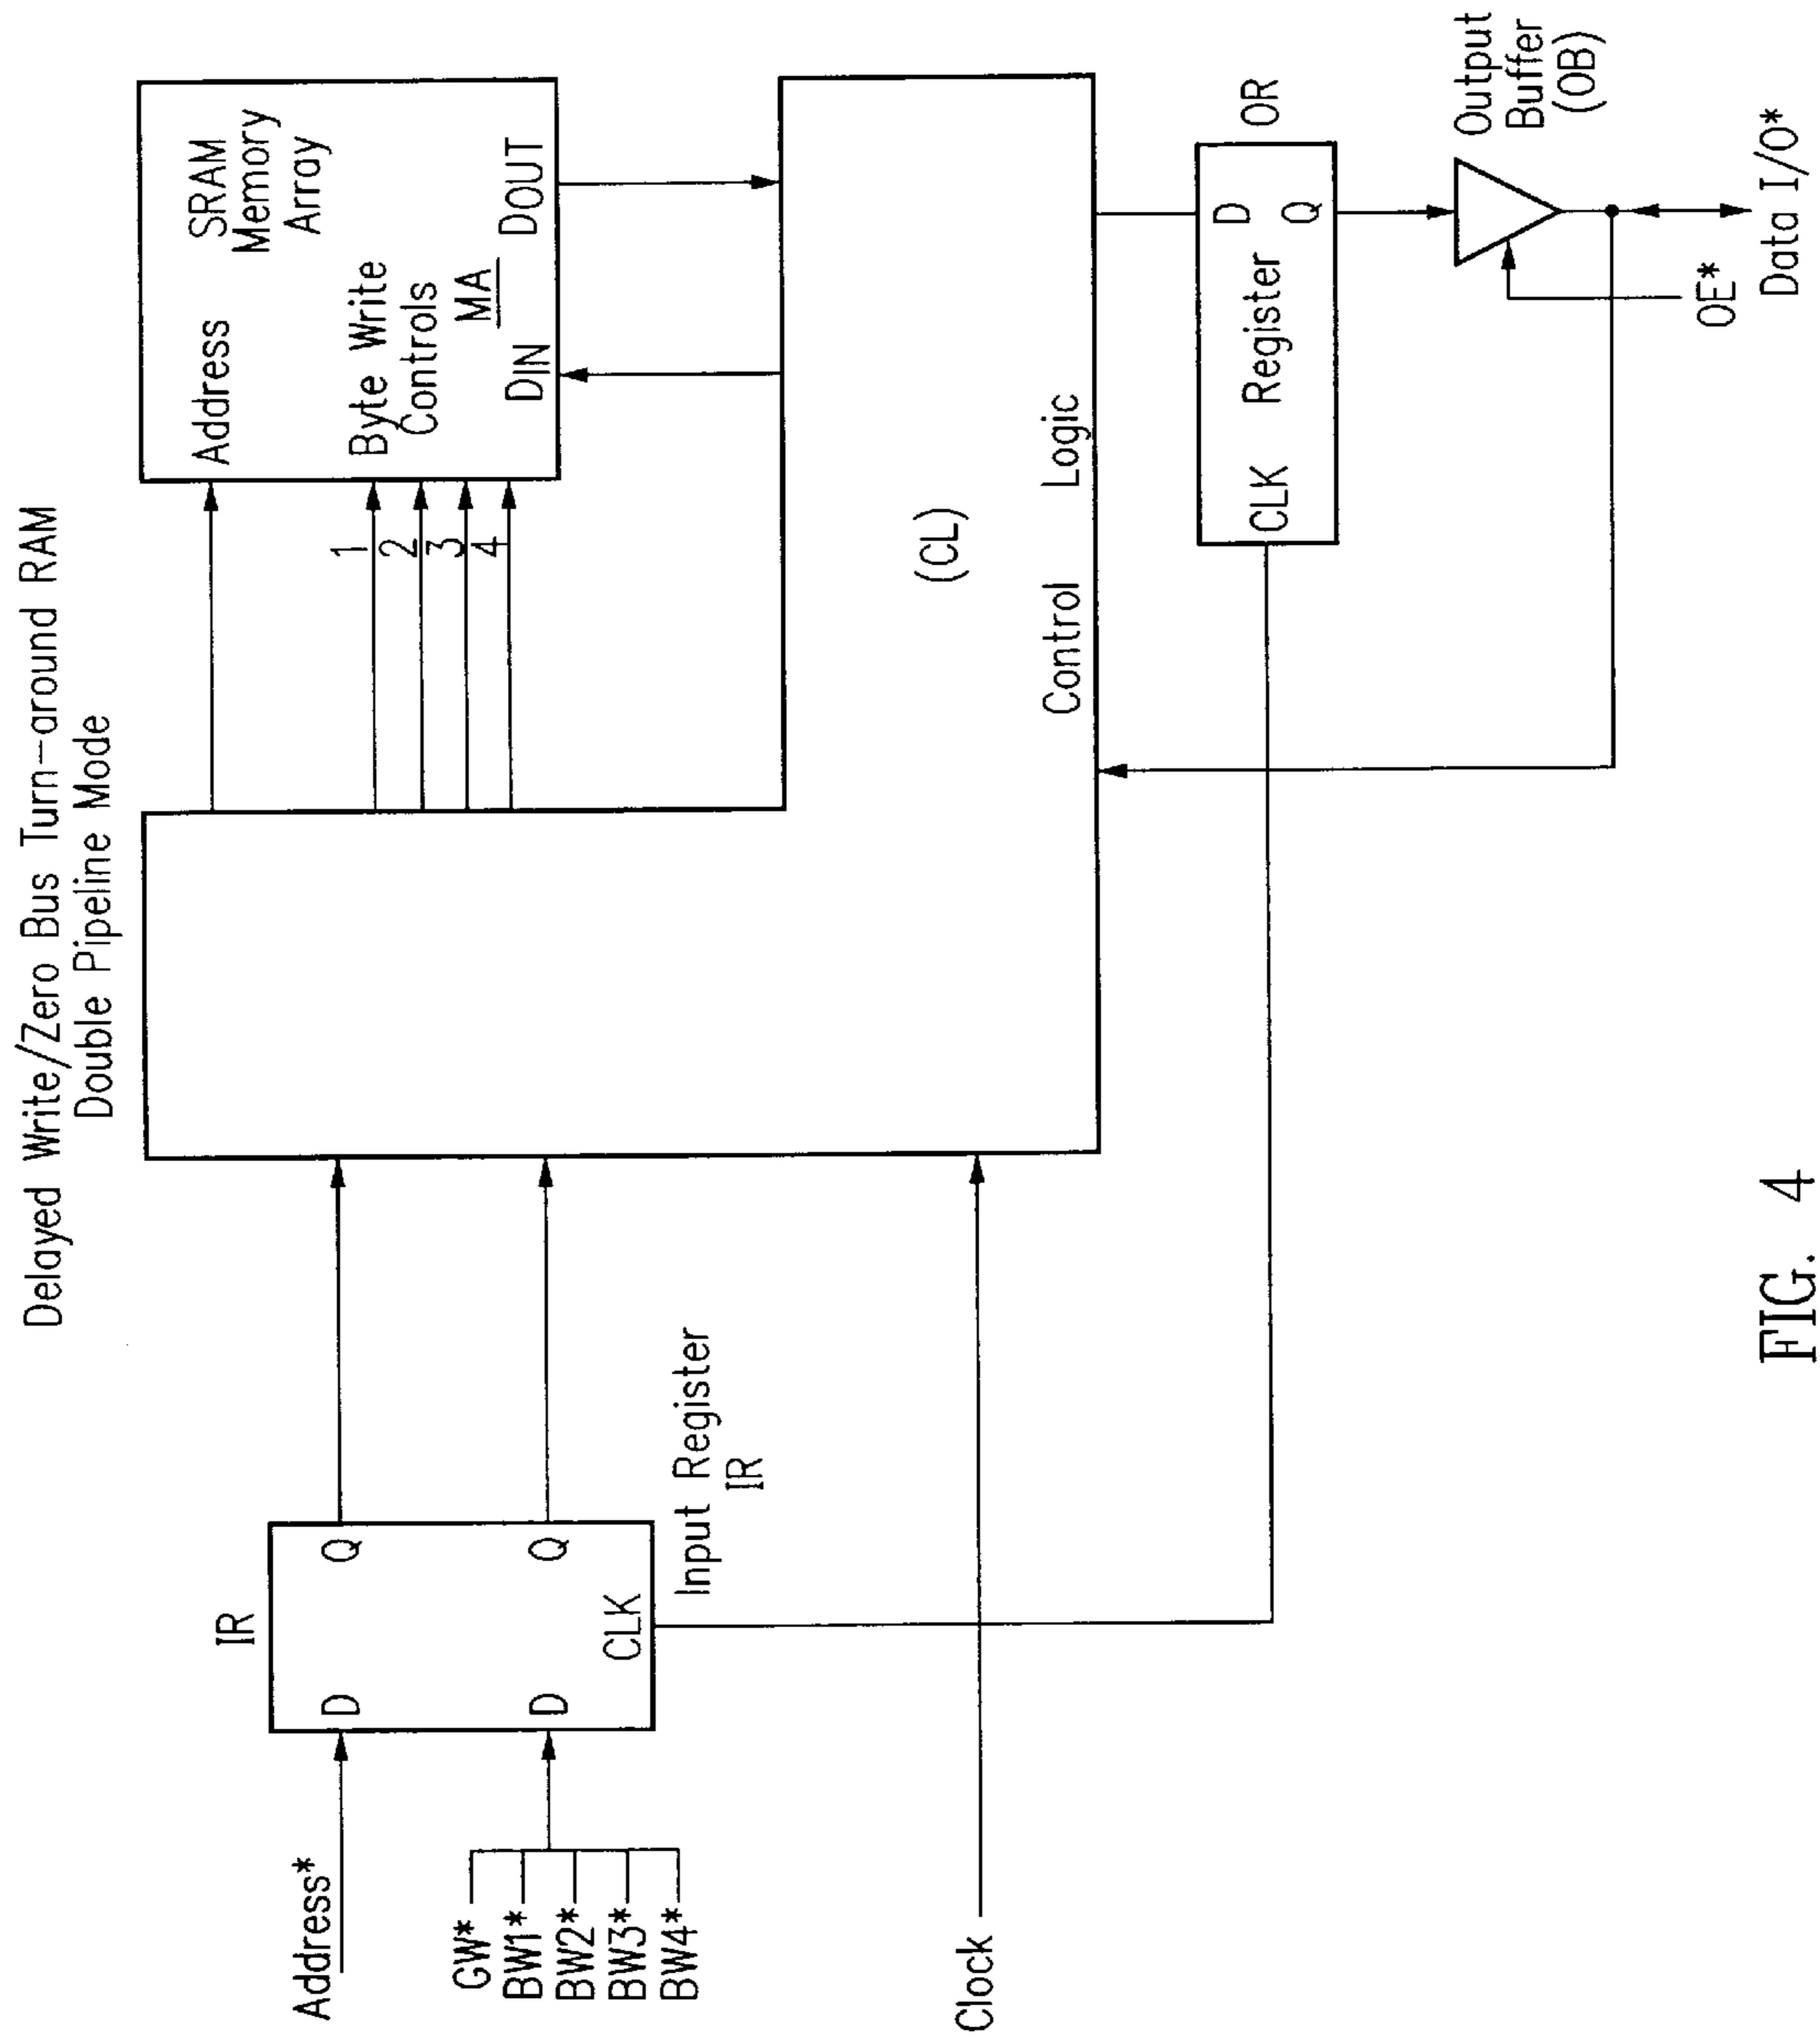 Delayed Write/Zero Bus Turn-around RAM
Double Pipeline Mode
Address*
GW*
BW1*
BW2*
BW3*
BW4*
Clock
IR
D
Q
D
Q
CLK
Input Register
IR
1
2
3
4
Address
SRAM
Memory
Array
Byte Write
Controls
MA
DIN
DOUT
(CL)
Control Logic
OR
D
CLK Register
Q
Output
Buffer
(OB)
OE*
Data I/O*
FIG. 4